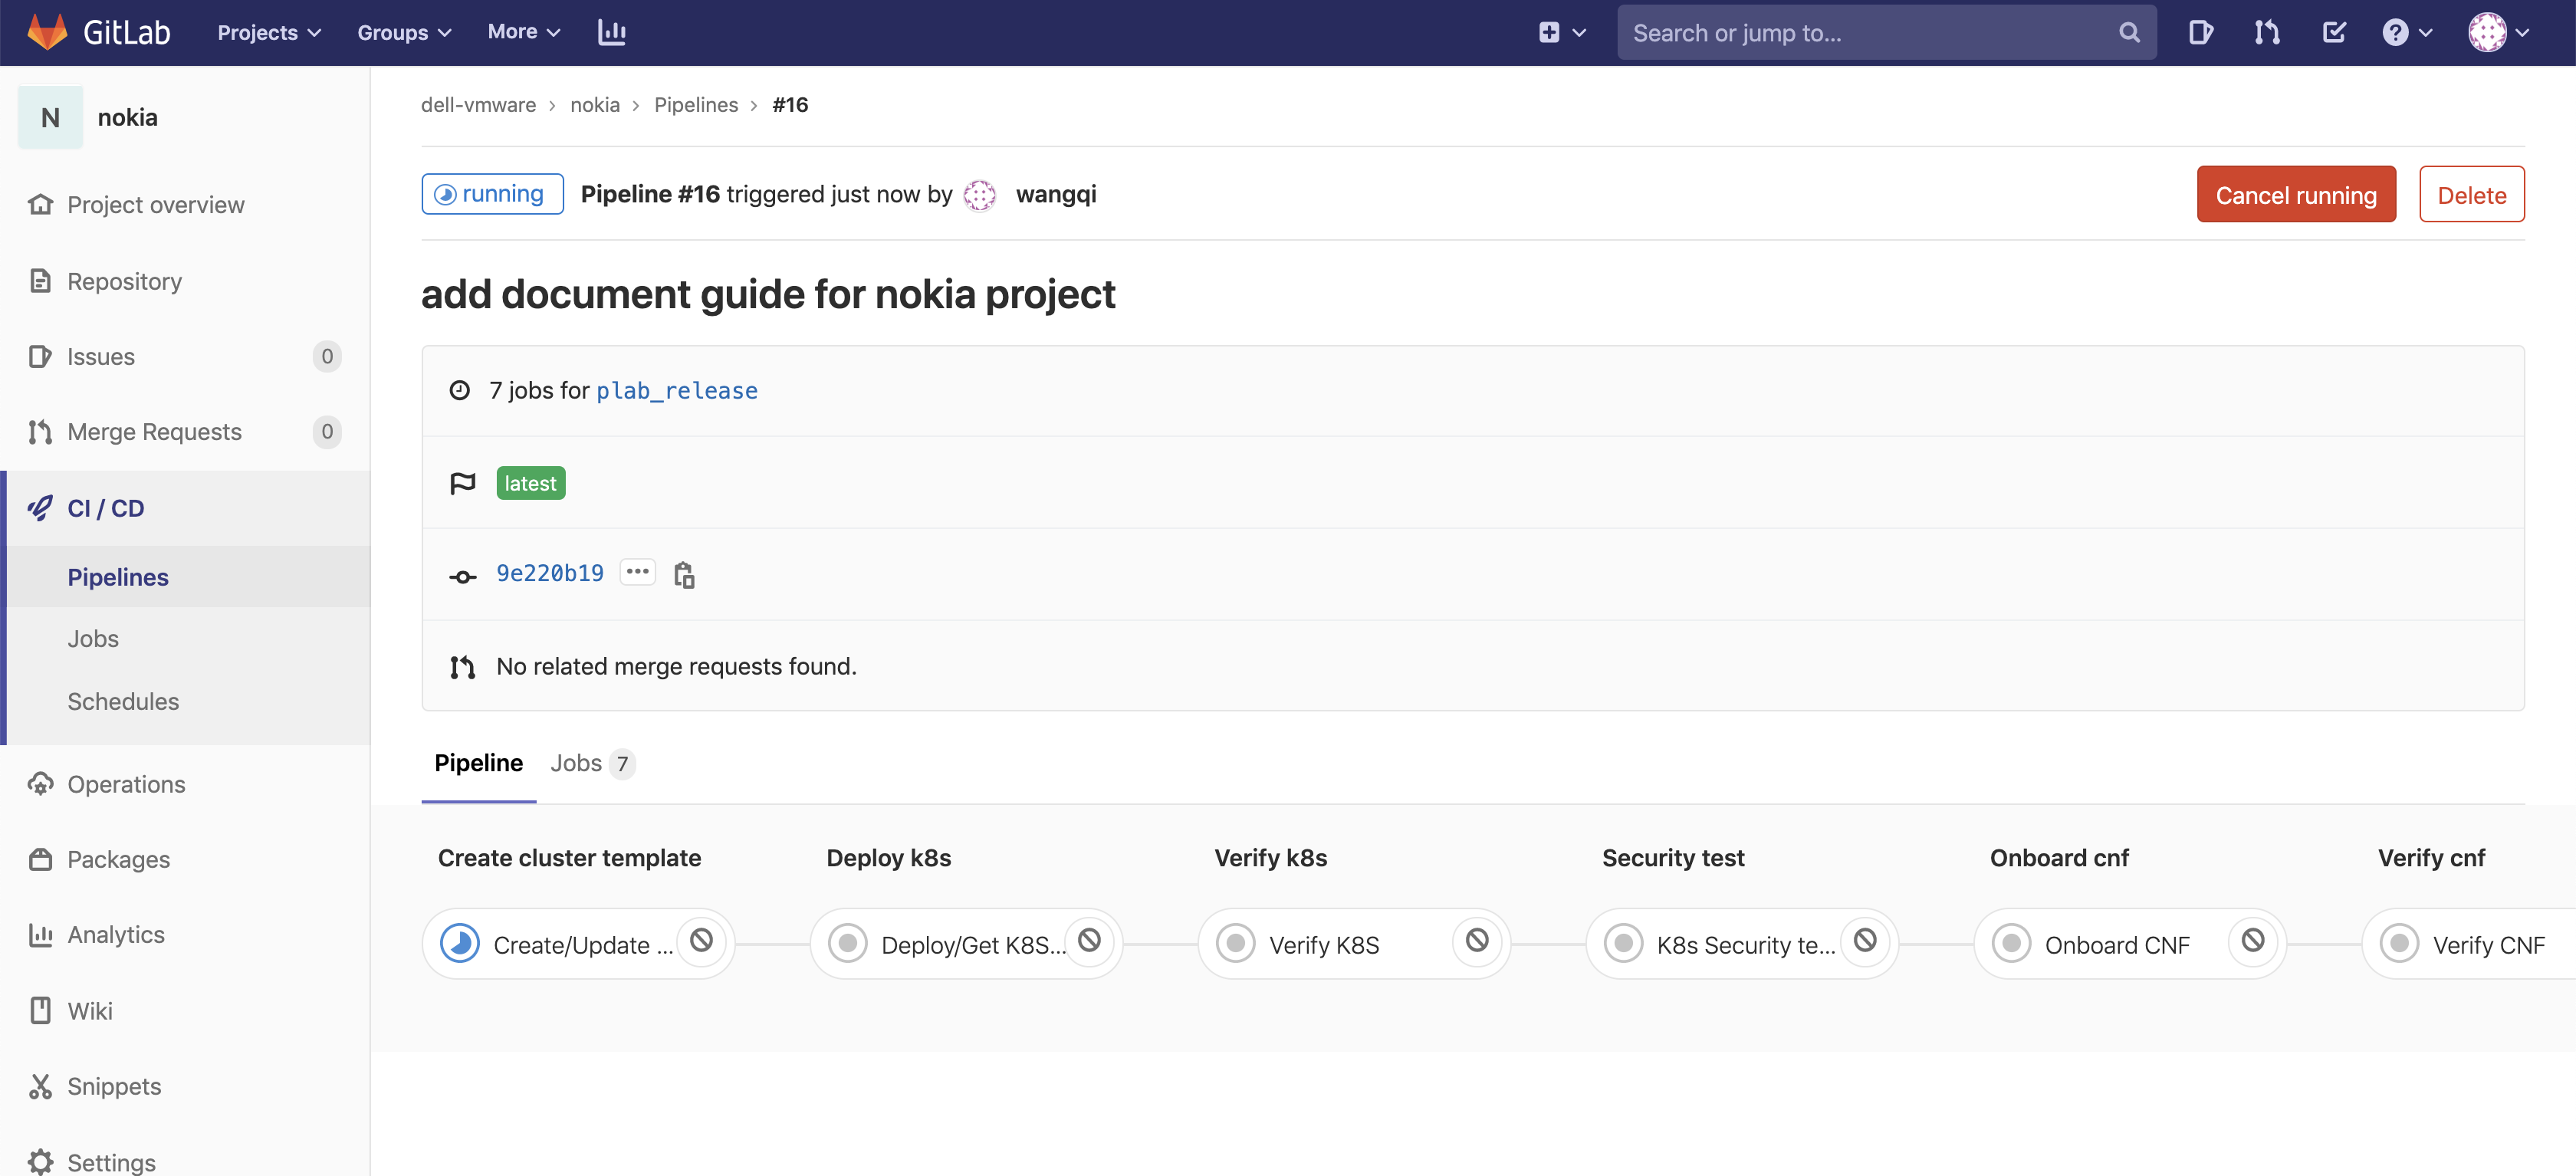 GitLab
Projects
Groups
More
Search or jump to...
N
nokia
Project overview
Repository
Issues
0
Merge Requests
0
CI / CD
Pipelines
Jobs
Schedules
Operations
Packages
Analytics
Wiki
Snippets
Settings
dell-vmware › nokia › Pipelines › #16
running
Pipeline #16 triggered just now by wangqi
Cancel running
Delete
add document guide for nokia project
7 jobs for plab_release
latest
9e220b19
No related merge requests found.
Pipeline
Jobs 7
Create cluster template
Deploy k8s
Verify k8s
Security test
Onboard cnf
Verify cnf
Create/Update ...
Deploy/Get K8S...
Verify K8S
K8s Security te...
Onboard CNF
Verify CNF